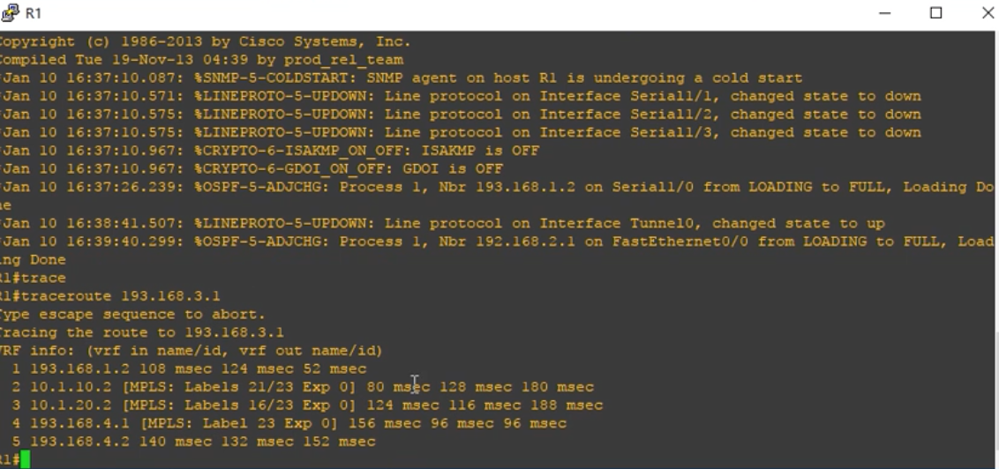 R1
Copyright (c) 1986-2013 by Cisco Systems, Inc.
Compiled Tue 19-Nov-13 04:39 by prod_rel_team
*Jan 10 16:37:10.087: %SNMP-5-COLDSTART: SNMP agent on host R1 is undergoing a cold start
*Jan 10 16:37:10.571: %LINEPROTO-5-UPDOWN: Line protocol on Interface Serial1/1, changed state to down
*Jan 10 16:37:10.575: %LINEPROTO-5-UPDOWN: Line protocol on Interface Serial1/2, changed state to down
*Jan 10 16:37:10.575: %LINEPROTO-5-UPDOWN: Line protocol on Interface Serial1/3, changed state to down
*Jan 10 16:37:10.967: %CRYPTO-6-ISAKMP_ON_OFF: ISAKMP is OFF
*Jan 10 16:37:10.967: %CRYPTO-6-GDOI_ON_OFF: GDOI is OFF
*Jan 10 16:37:26.239: %OSPF-5-ADJCHG: Process 1, Nbr 193.168.1.2 on Serial1/0 from LOADING to FULL, Loading Do
ne
*Jan 10 16:38:41.507: %LINEPROTO-5-UPDOWN: Line protocol on Interface Tunnel0, changed state to up
*Jan 10 16:39:40.299: %OSPF-5-ADJCHG: Process 1, Nbr 192.168.2.1 on FastEthernet0/0 from LOADING to FULL, Load
ing Done
R1#trace
R1#traceroute 193.168.3.1
Type escape sequence to abort.
Tracing the route to 193.168.3.1
VRF info: (vrf in name/id, vrf out name/id)
1 193.168.1.2 108 msec 124 msec 52 msec
2 10.1.10.2 [MPLS: Labels 21/23 Exp 0] 80 msec 128 msec 180 msec
3 10.1.20.2 [MPLS: Labels 16/23 Exp 0] 124 msec 116 msec 188 msec
4 193.168.4.1 [MPLS: Label 23 Exp 0] 156 msec 96 msec 96 msec
5 193.168.4.2 140 msec 132 msec 152 msec
R1#